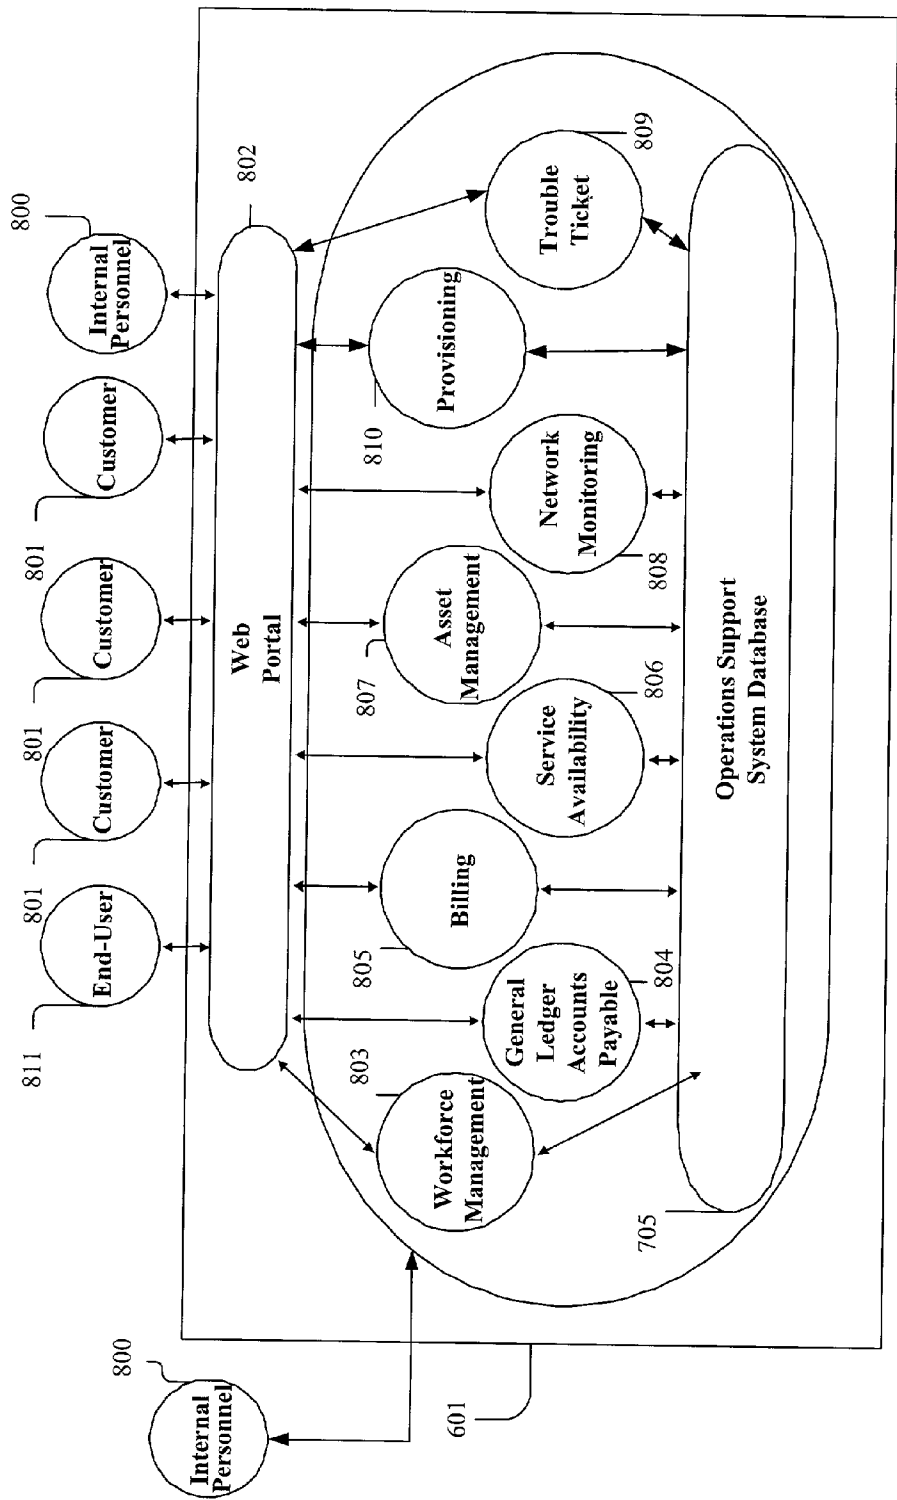 811
End-User
801
Customer
801
Customer
801
Customer
800
Internal
Personnel
800
Internal
Personnel
802
Web
Portal
803
Workforce
Management
General
Ledger
Accounts
Payable
804
805
Billing
Service
Availability
806
807
Asset
Management
Network
Monitoring
808
810
Provisioning
Trouble
Ticket
809
705
Operations Support
System Database
601